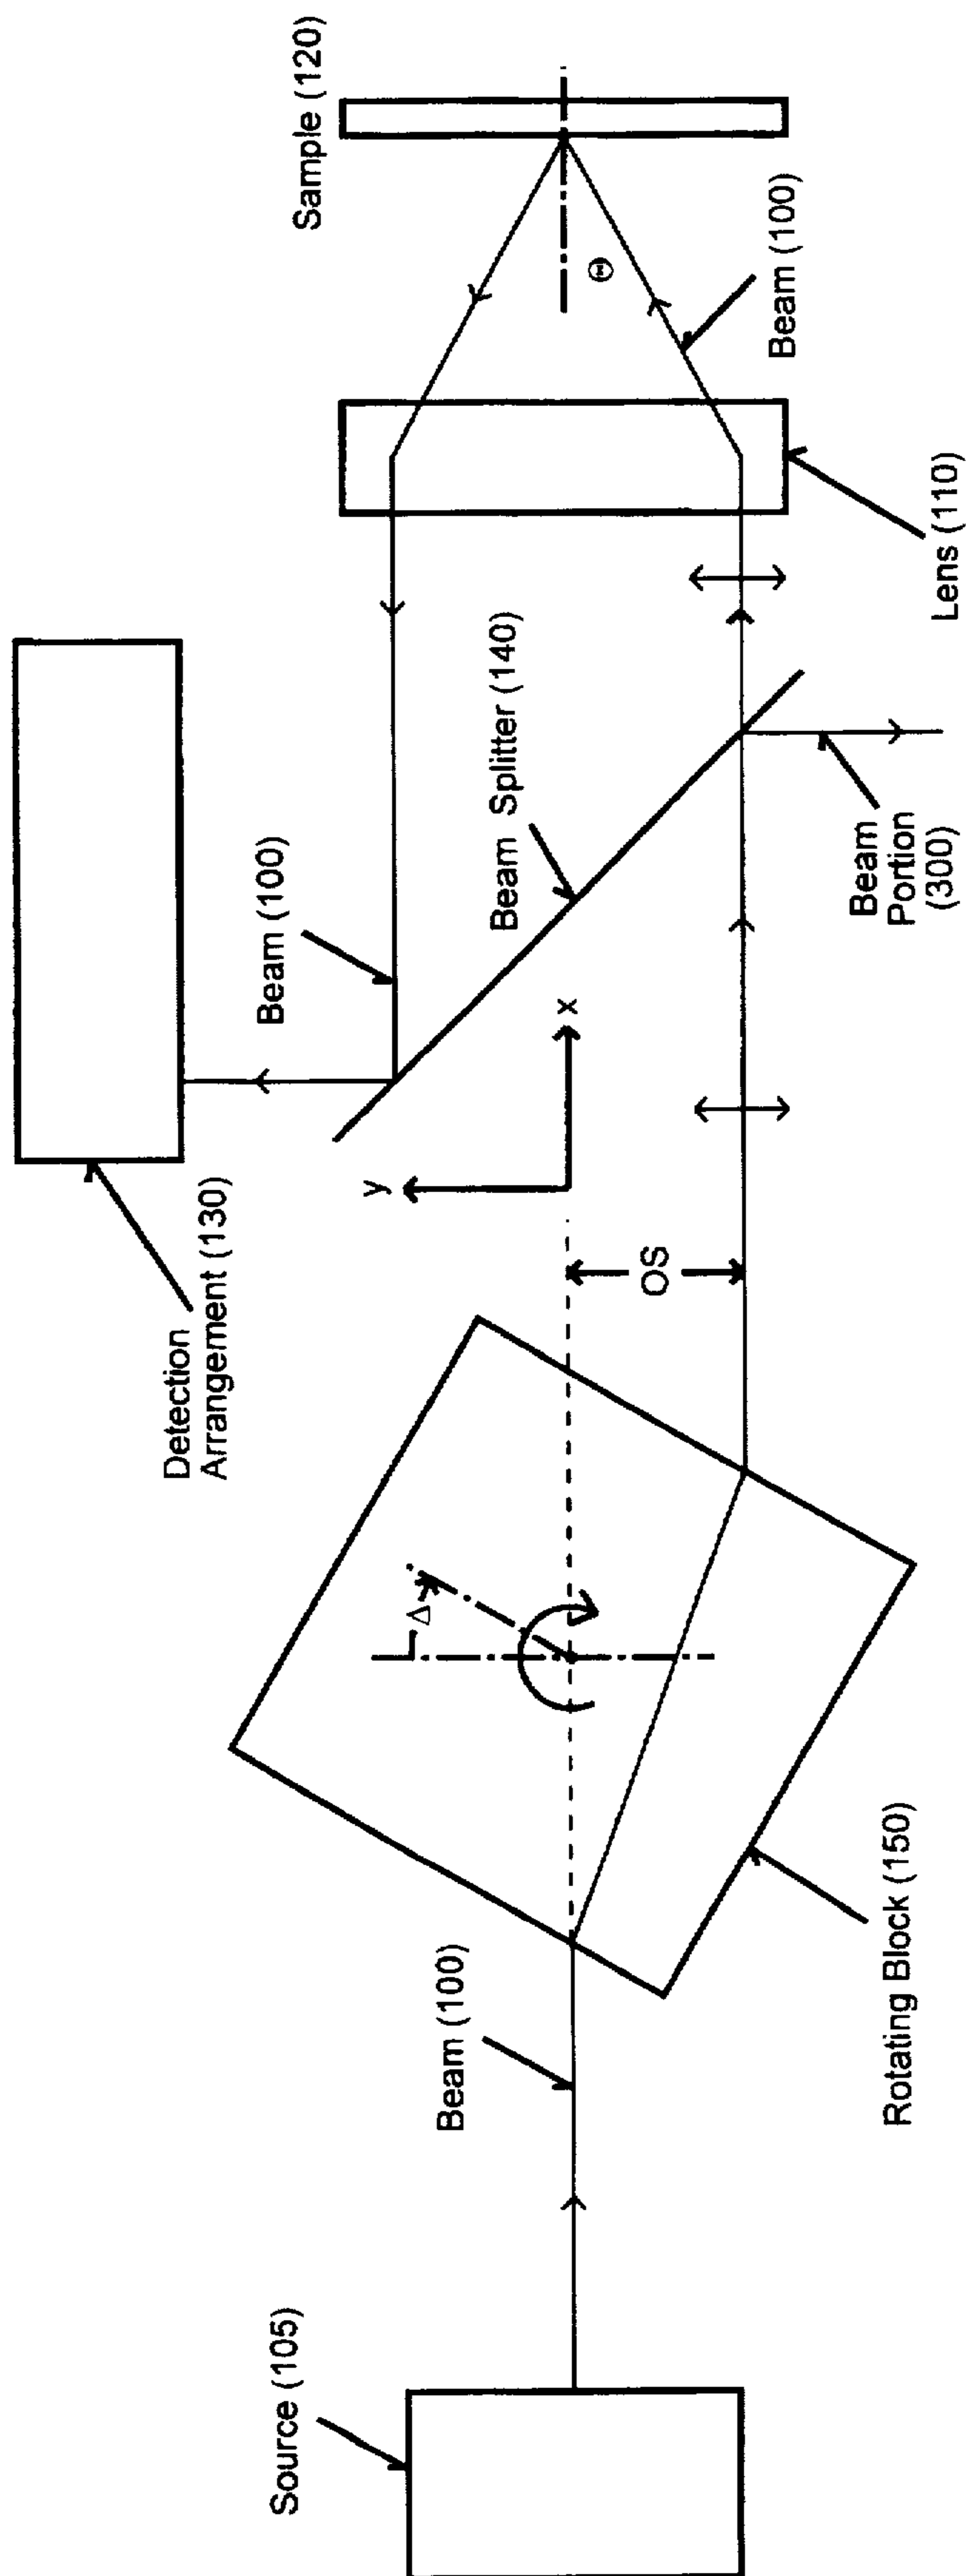 Detection
Arrangement (130)
Sample (120)
Source (105)
Beam (100)
Beam (100)
Beam Splitter (140)
Δ
y
x
OS
Θ
Beam (100)
Rotating Block (150)
Beam
Portion
(300)
Lens (110)